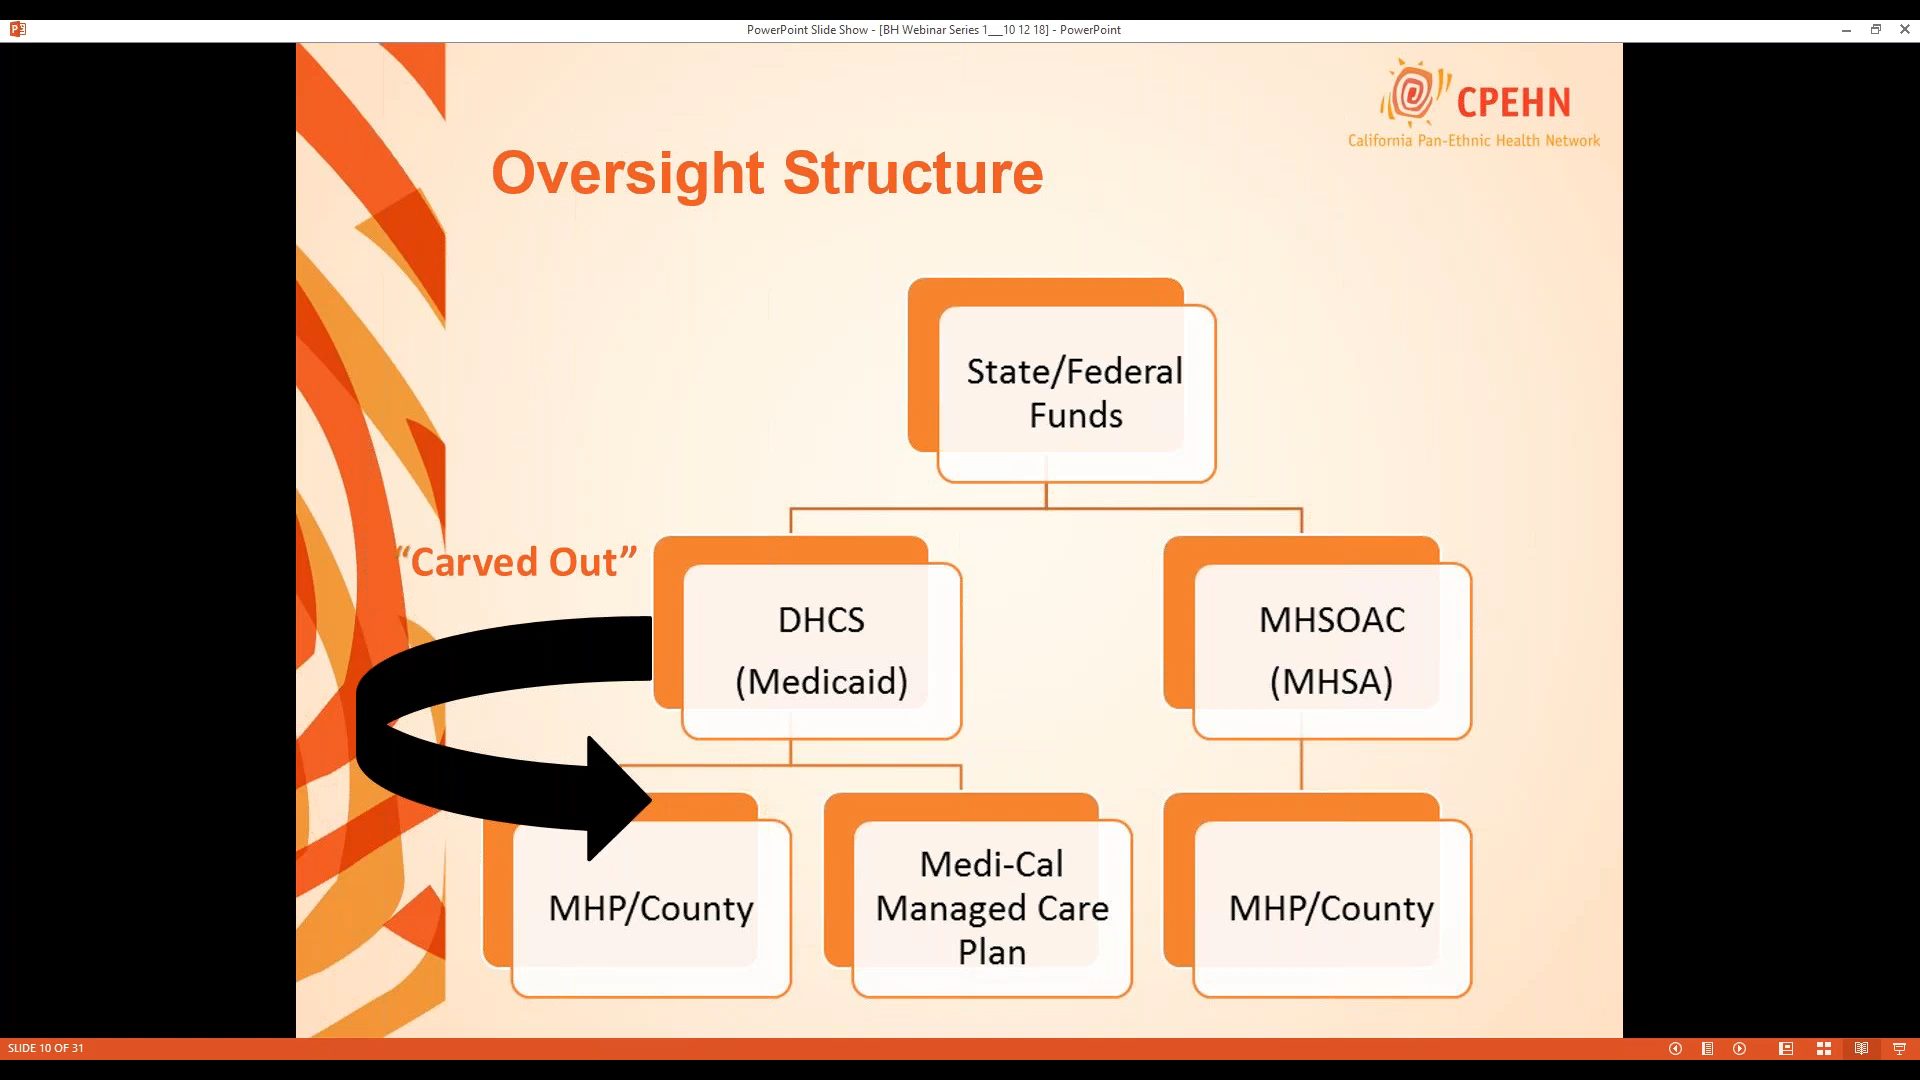 PowerPoint Slide Show - [BH Webinar Series 1___10 12 18] - PowerPoint
CPEHN
California Pan-Ethnic Health Network
Oversight Structure
State/Federal
Funds
“Carved Out”
DHCS
(Medicaid)
MHSOAC
(MHSA)
MHP/County
Medi-Cal
Managed Care
Plan
MHP/County
SLIDE 10 OF 31